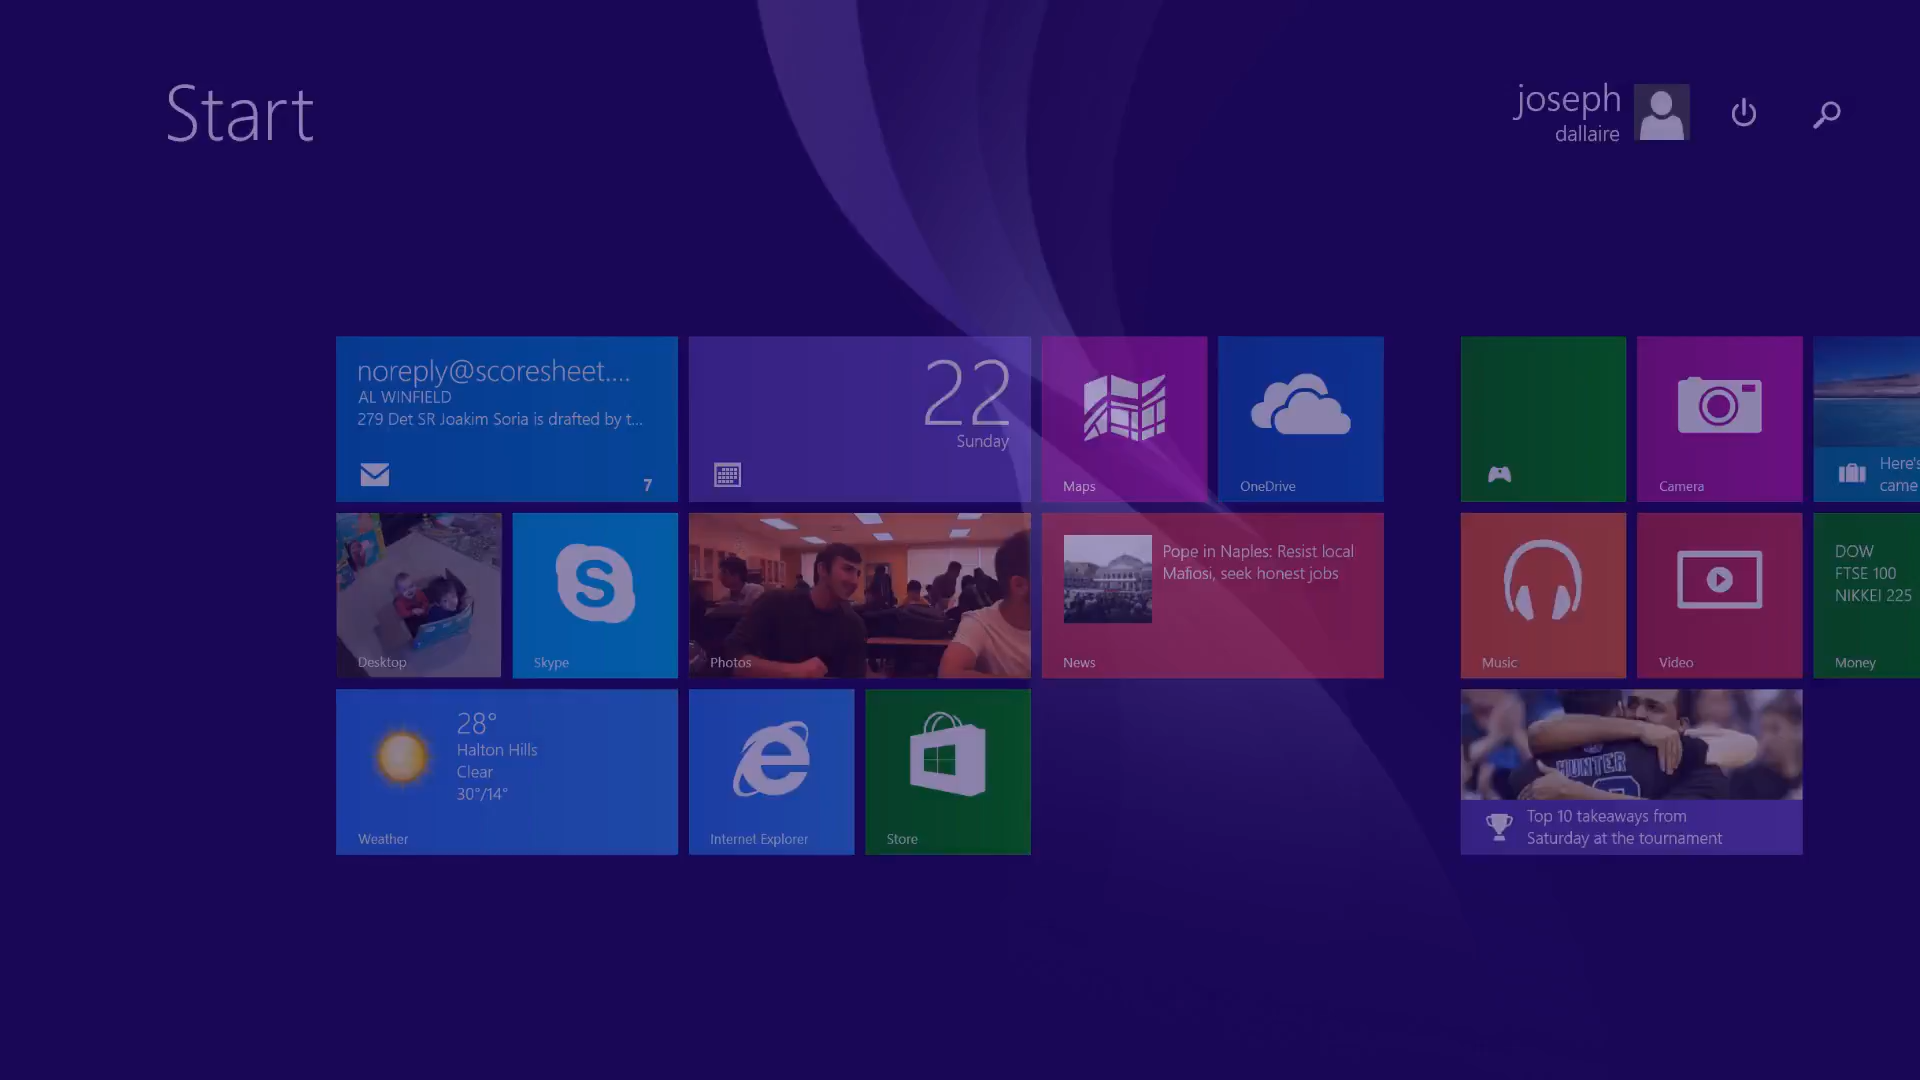 Start
joseph
dallaire
noreply@scoresheet....
AL WINFIELD
279 Det SR Joakim Soria is drafted by t...
7
22
Sunday
Maps
OneDrive
Camera
Here's
came
Desktop
Skype
Photos
Pope in Naples: Resist local
Mafiosi, seek honest jobs
News
Music
Video
DOW
FTSE 100
NIKKEI 225
Money
28°
Halton Hills
Clear
30°/14°
Weather
Internet Explorer
Store
HUNTER
Top 10 takeaways from
Saturday at the tournament